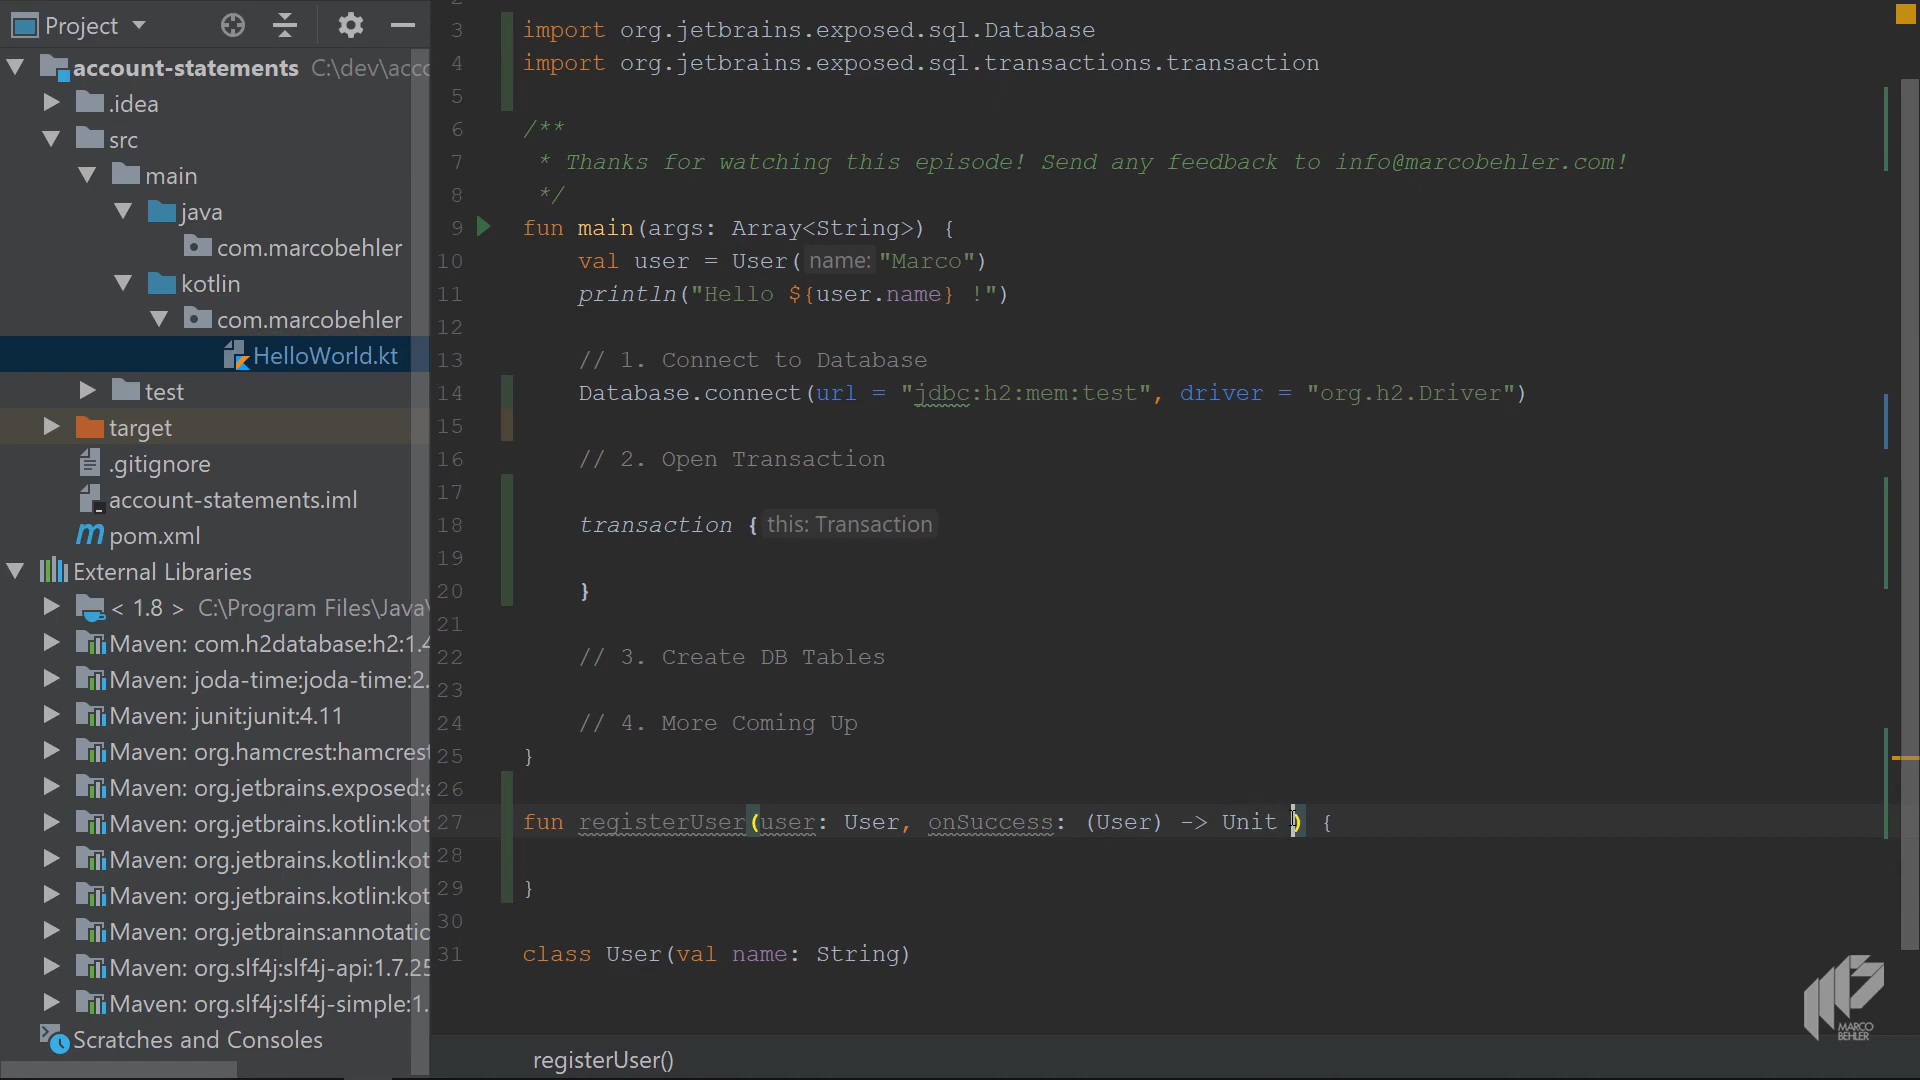 Project
account-statements C:\dev\acco
.idea
src
main
java
com.marcobehler
kotlin
com.marcobehler
HelloWorld.kt
test
target
.gitignore
account-statements.iml
pom.xml
External Libraries
< 1.8 > C:\Program Files\Java\
Maven: com.h2database:h2:1.4
Maven: joda-time:joda-time:2.
Maven: junit:junit:4.11
Maven: org.hamcrest:hamcrest
Maven: org.jetbrains.exposed:e
Maven: org.jetbrains.kotlin:kot
Maven: org.jetbrains.kotlin:kot
Maven: org.jetbrains.kotlin:kot
Maven: org.jetbrains:annotatio
Maven: org.slf4j:slf4j-api:1.7.25
Maven: org.slf4j:slf4j-simple:1.
Scratches and Consoles
3 import org.jetbrains.exposed.sql.Database
4 import org.jetbrains.exposed.sql.transactions.transaction
5
6 /**
7 * Thanks for watching this episode! Send any feedback to info@marcobehler.com!
8 */
9 fun main(args: Array<String>) {
10 val user = User( name: "Marco")
11 println("Hello ${user.name} !")
12
13 // 1. Connect to Database
14 Database.connect(url = "jdbc:h2:mem:test", driver = "org.h2.Driver")
15
16 // 2. Open Transaction
17
18 transaction { this: Transaction
19
20 }
21
22 // 3. Create DB Tables
23
24 // 4. More Coming Up
25 }
26
27 fun registerUser(user: User, onSuccess: (User) -> Unit ) {
28
29 }
30
31 class User(val name: String)
registerUser()
MARCO
BEHLER